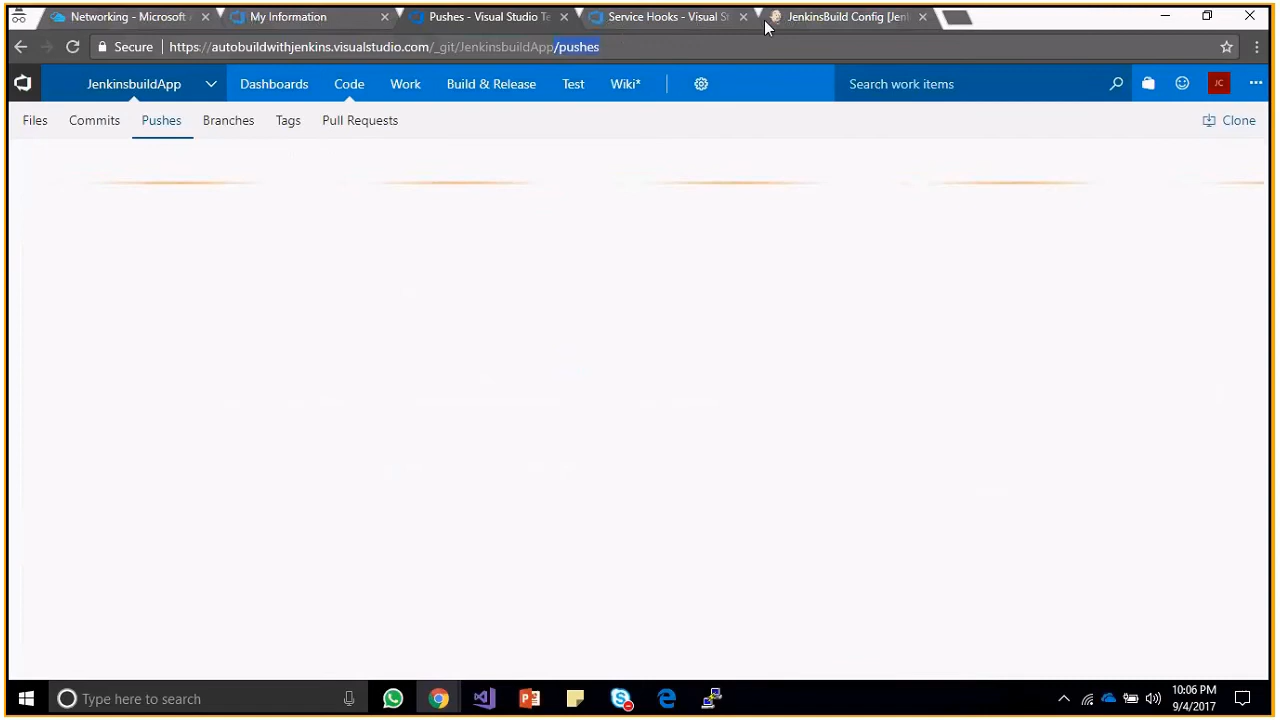 Networking - Microsoft
My Information
Pushes - Visual Studio Te
Service Hooks - Visual St
JenkinsBuild Config [Jenl
Secure
https://autobuildwithjenkins.visualstudio.com/_git/JenkinsbuildApp/pushes
JenkinsbuildApp
Dashboards
Code
Work
Build & Release
Test
Wiki*
Search work items
JC
Files
Commits
Pushes
Branches
Tags
Pull Requests
Clone
Type here to search
10:06 PM
9/4/2017